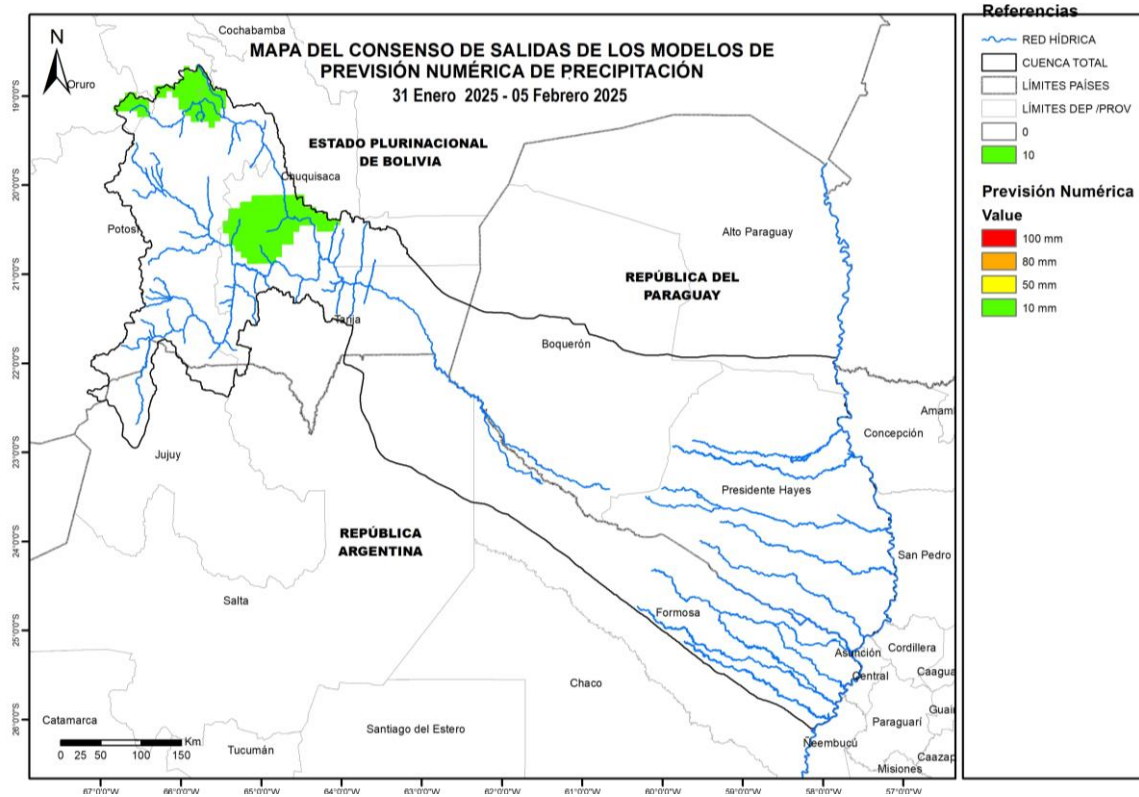 MAPA DEL CONSENSO DE SALIDAS DE LOS MODELOS DE
PREVISIÓN NUMÉRICA DE PRECIPITACIÓN
31 Enero 2025 - 05 Febrero 2025
N
Cochabamba
Oruro
ESTADO PLURINACIONAL
DE BOLIVIA
Chuquisaca
Potosí
Alto Paraguay
REPÚBLICA DEL
PARAGUAY
Tarija
Boquerón
Amam
Concepción
Jujuy
Presidente Hayes
REPÚBLICA
ARGENTINA
San Pedro
Salta
Formosa
Asunción
Cordillera
Central
Caagua
Chaco
Guair
Catamarca
Santiago del Estero
Paraguarí
Ñeembucú
Tucumán
Caazap
Misiones
Km
0 25 50 100 150
19°0'0"S
20°0'0"S
21°0'0"S
22°0'0"S
23°0'0"S
24°0'0"S
25°0'0"S
26°0'0"S
67°0'0"W
66°0'0"W
65°0'0"W
64°0'0"W
63°0'0"W
62°0'0"W
61°0'0"W
60°0'0"W
59°0'0"W
58°0'0"W
57°0'0"W
Referencias
RED HÍDRICA
CUENCA TOTAL
LÍMITES PAÍSES
LÍMITES DEP /PROV
0
10
Previsión Numérica
Value
100 mm
80 mm
50 mm
10 mm